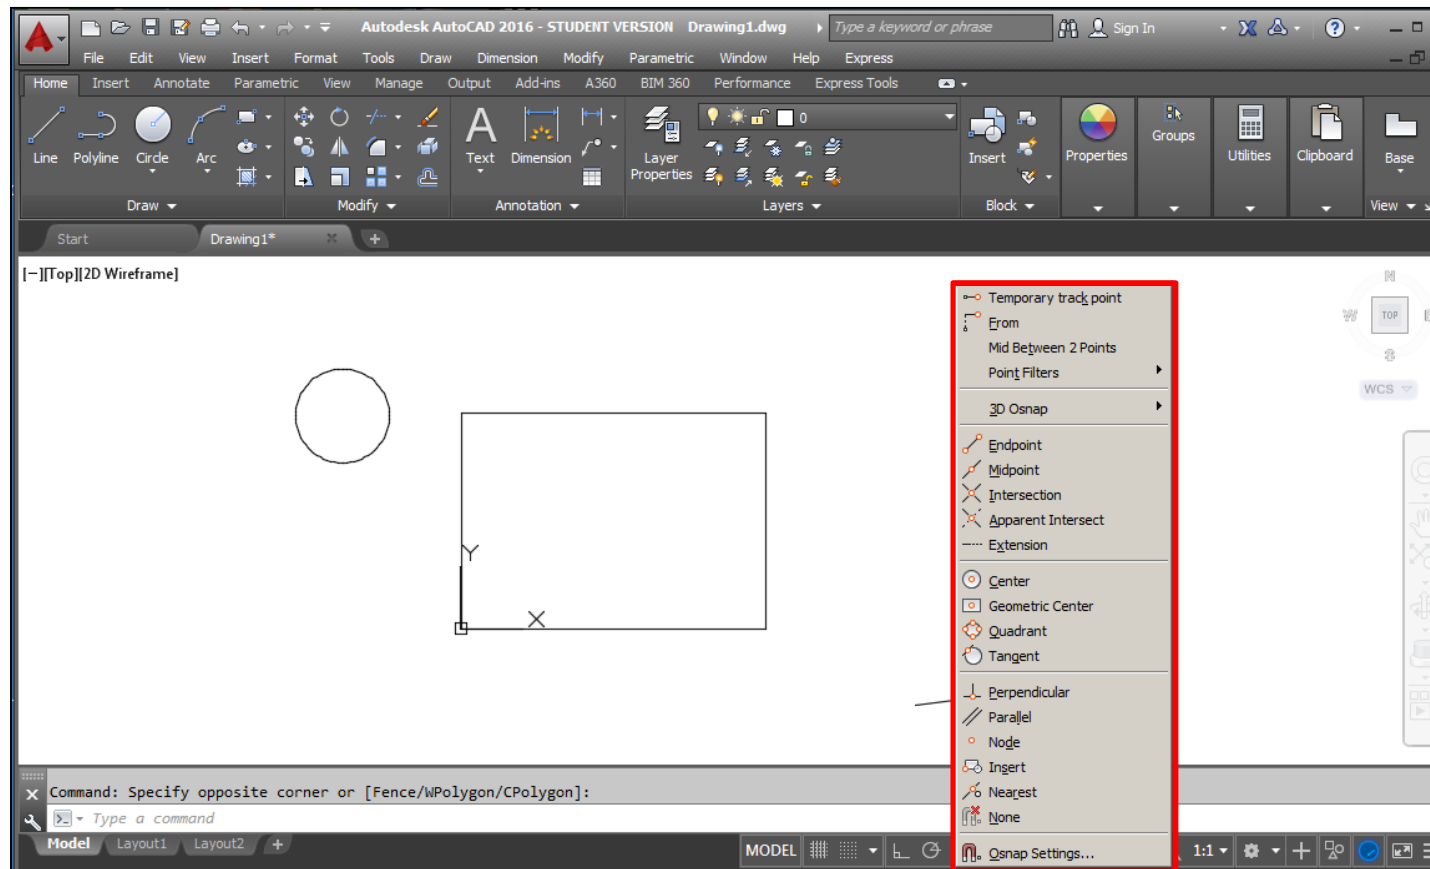 Autodesk AutoCAD 2016 - STUDENT VERSION Drawing1.dwg Type a keyword or phrase Sign In
File Edit View Insert Format Tools Draw Dimension Modify Parametric Window Help Express
Home Insert Annotate Parametric View Manage Output Add-ins A360 BIM 360 Performance Express Tools
0
Line Polyline Circle Arc Text Dimension Layer Properties Insert Properties Groups Utilities Clipboard Base
Draw Modify Annotation Layers Block View
Start Drawing1*
[−][Top][2D Wireframe]
N
W TOP E
S
WCS
Y
X
Temporary track point
From
Mid Between 2 Points
Point Filters
3D Osnap
Endpoint
Midpoint
Intersection
Apparent Intersect
Extension
Center
Geometric Center
Quadrant
Tangent
Perpendicular
Parallel
Node
Insert
Nearest
None
Osnap Settings...
Command: Specify opposite corner or [Fence/WPolygon/CPolygon]:
Type a command
Model Layout1 Layout2 +
MODEL 1:1